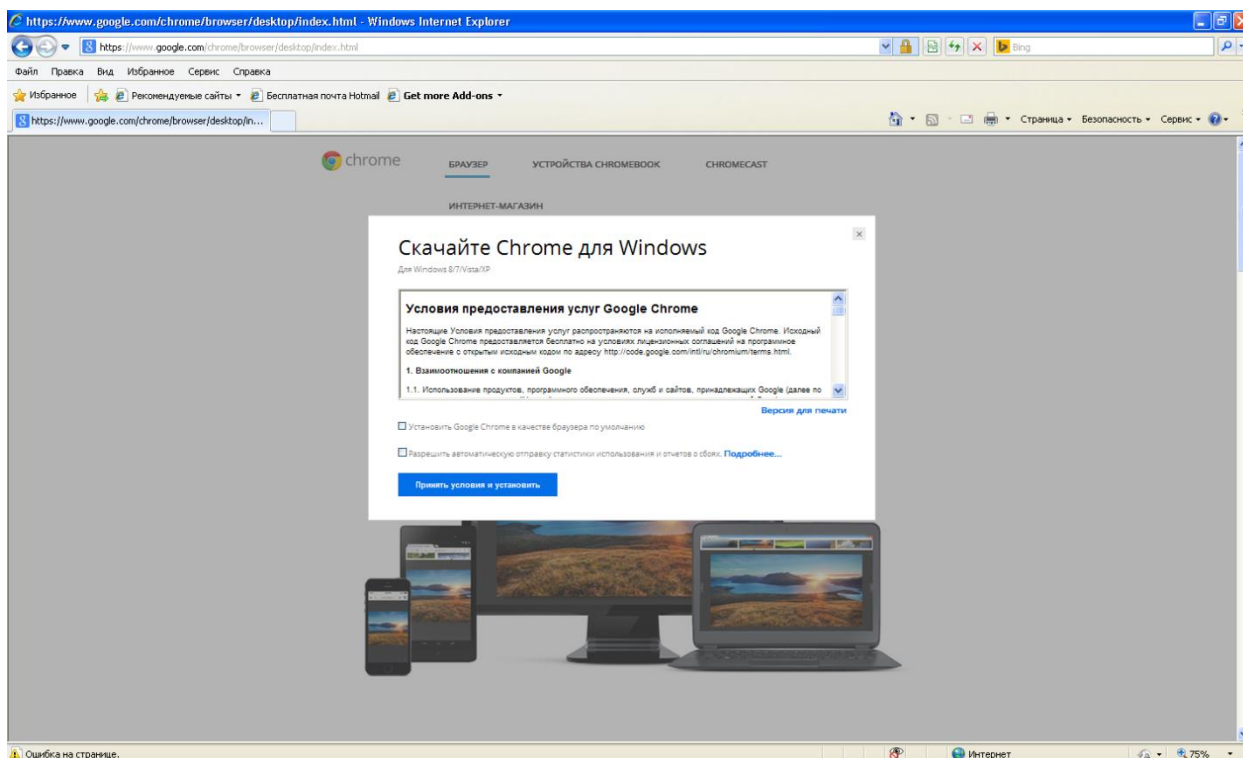 https://www.google.com/chrome/browser/desktop/index.html - Windows Internet Explorer
https://www.google.com/chrome/browser/desktop/index.html
Bing
Файл Правка Вид Избранное Сервис Справка
Избранное Рекомендуемые сайты Бесплатная почта Hotmail Get more Add-ons
https://www.google.com/chrome/browser/desktop/in...
Страница Безопасность Сервис
chrome БРАУЗЕР УСТРОЙСТВА CHROMEBOOK CHROMECAST
ИНТЕРНЕТ-МАГАЗИН
Скачайте Chrome для Windows
Для Windows 8/7/Vista/XP
Условия предоставления услуг Google Chrome
Настоящие Условия предоставления услуг распространяются на исполняемый код Google Chrome. Исходный
код Google Chrome предоставляется бесплатно на условиях лицензионных соглашений на программное
обеспечение с открытым исходным кодом по адресу http://code.google.com/intl/ru/chromium/terms.html.
1. Взаимоотношения с компанией Google
1.1. Использование продуктов, программного обеспечения, служб и сайтов, принадлежащих Google (далее по
Версия для печати
Установить Google Chrome в качестве браузера по умолчанию
Разрешить автоматическую отправку статистики использования и отчетов о сбоях. Подробнее...
Принять условия и установить
Ошибка на странице.
Интернет
75%